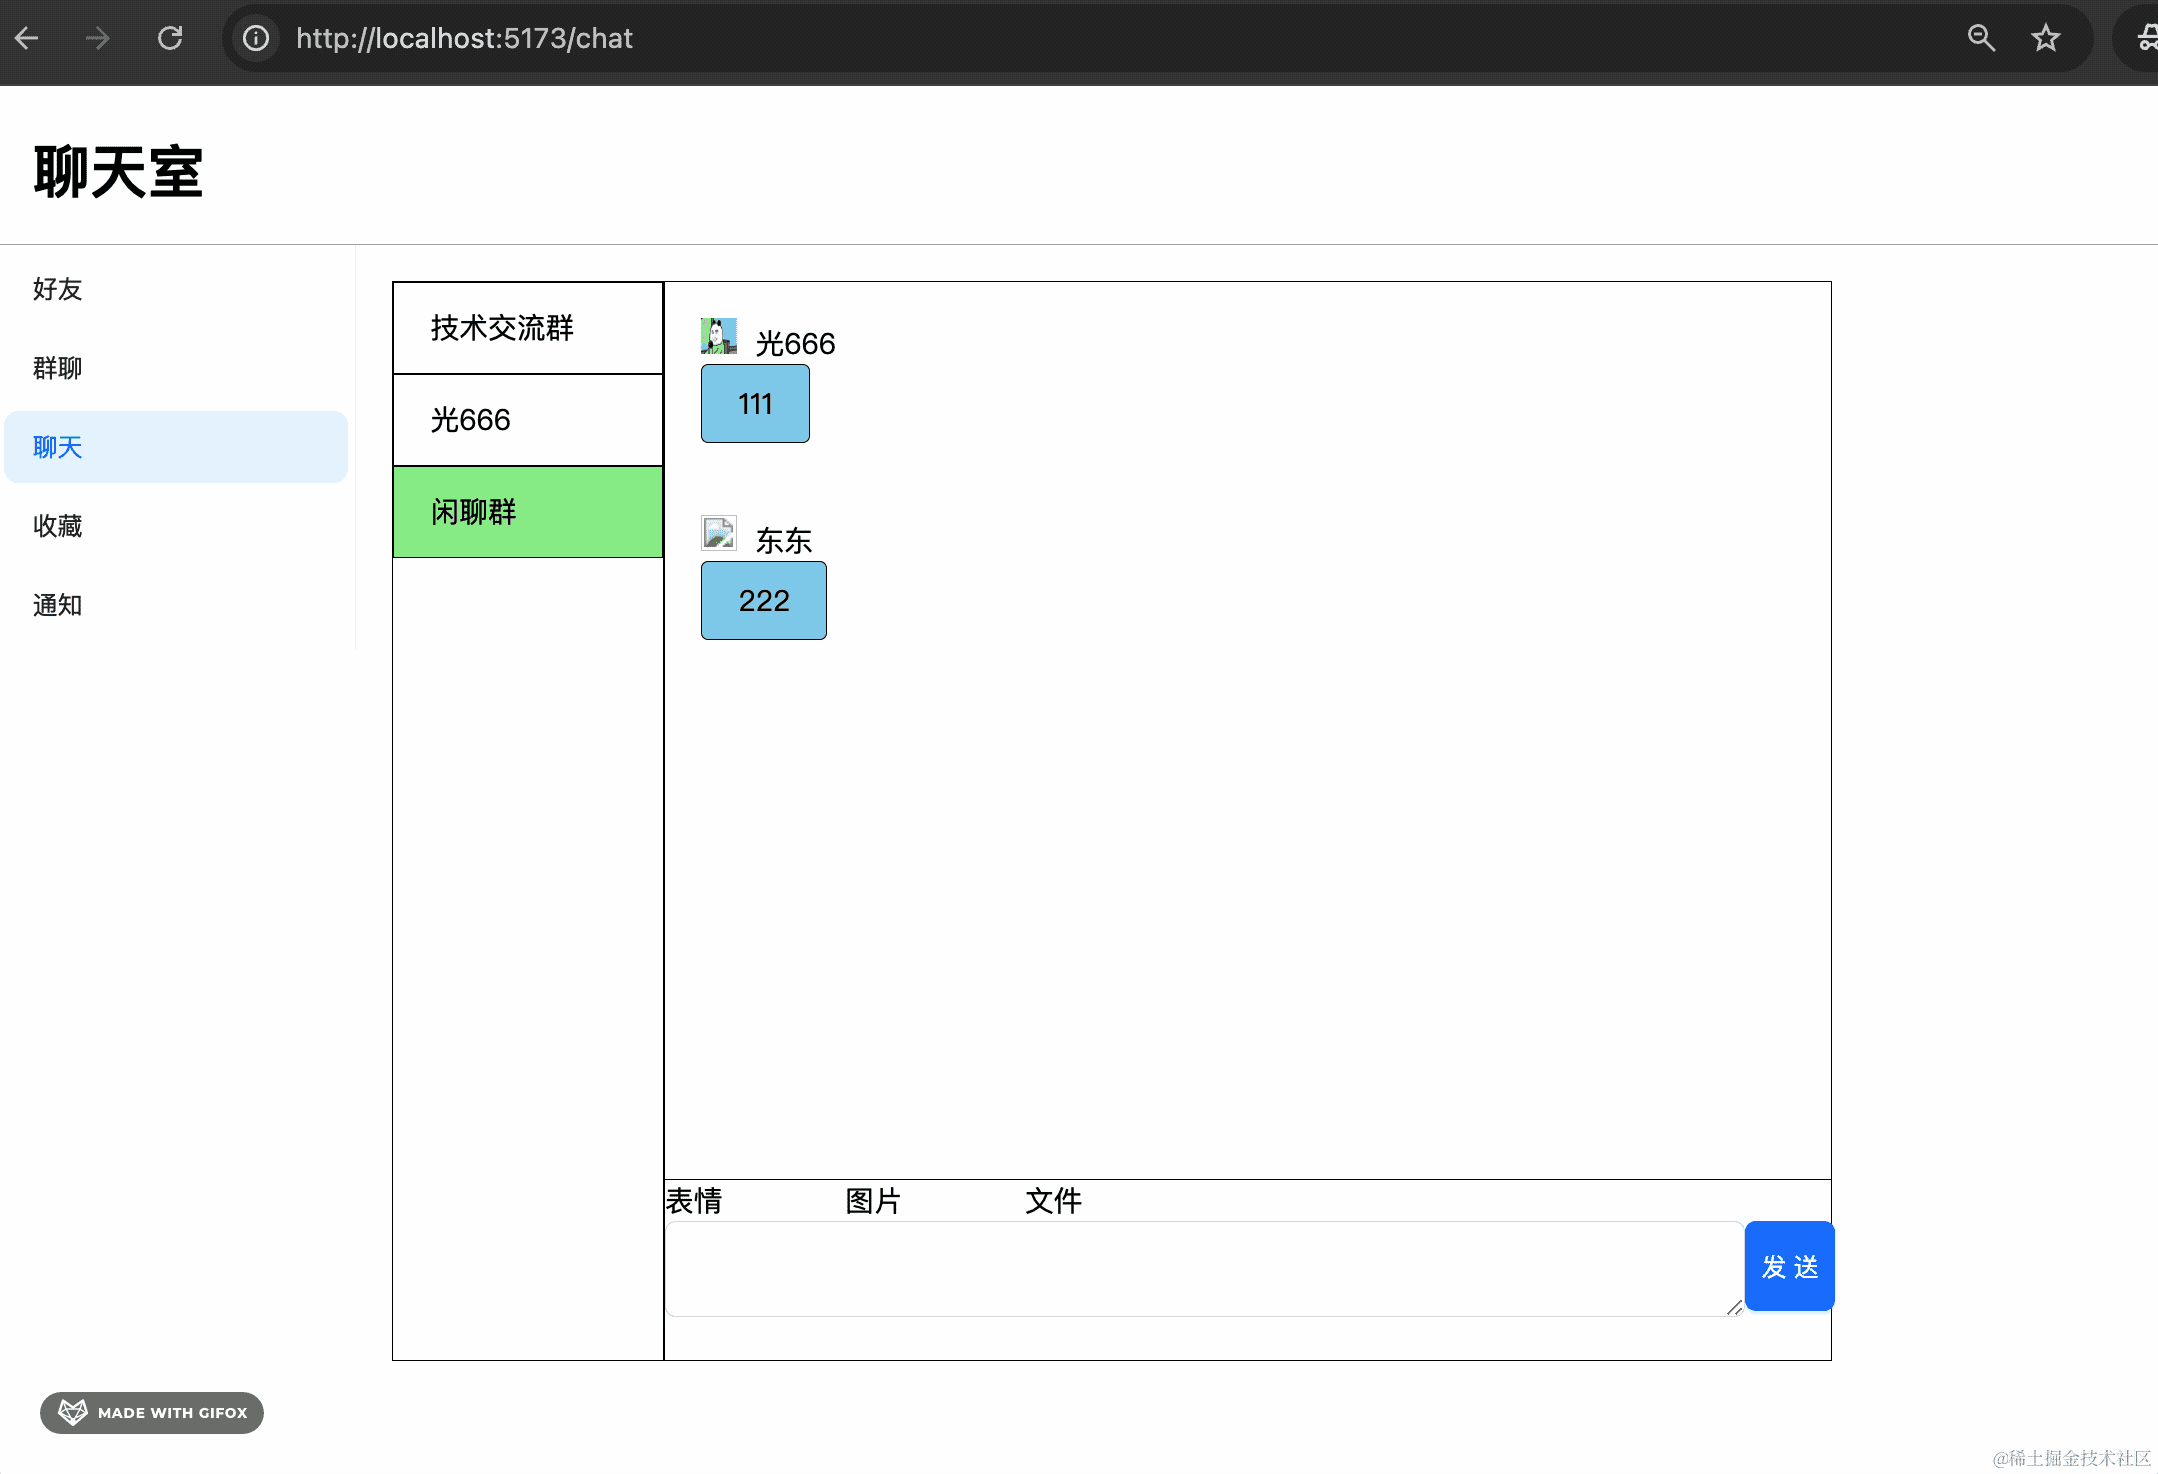 http://localhost:5173/chat
聊天室
好友
群聊
聊天
收藏
通知
技术交流群
光666
闲聊群
光666
111
东东
222
表情 图片 文件
发 送
MADE WITH GIFOX
@稀土掘金技术社区